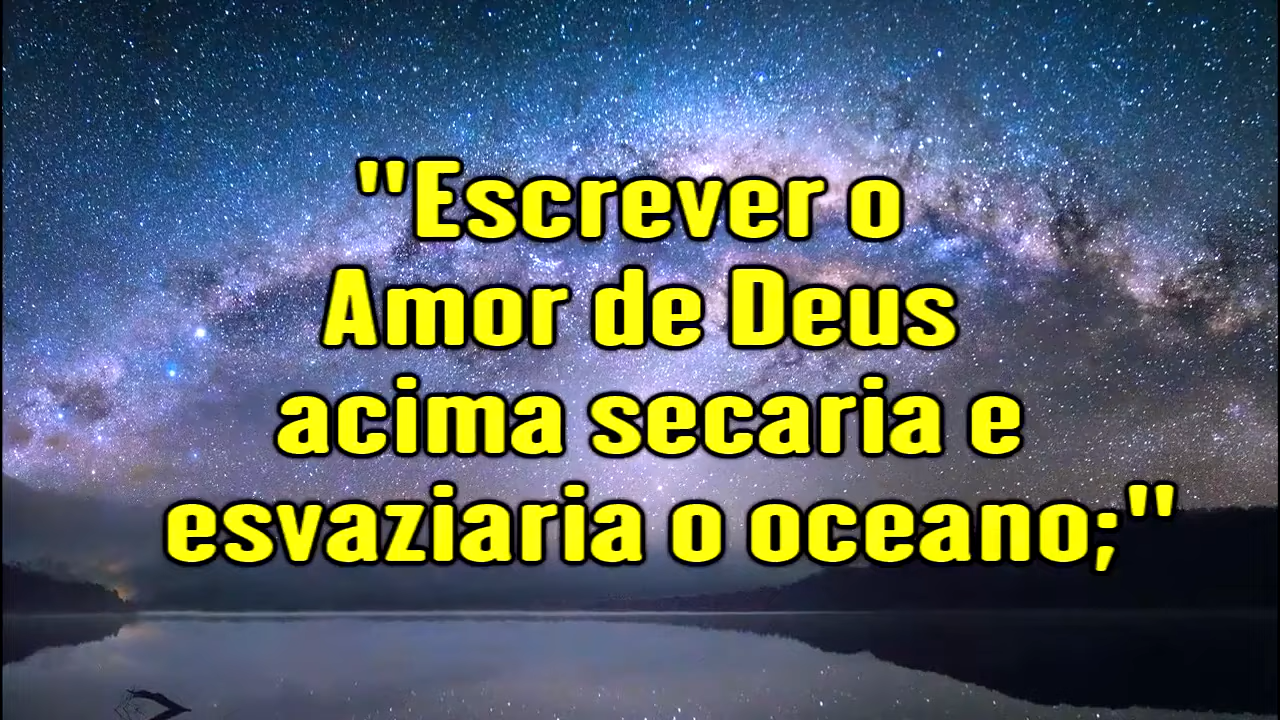 "Escrever o
Amor de Deus
acima secaria e
esvaziaria o oceano;"